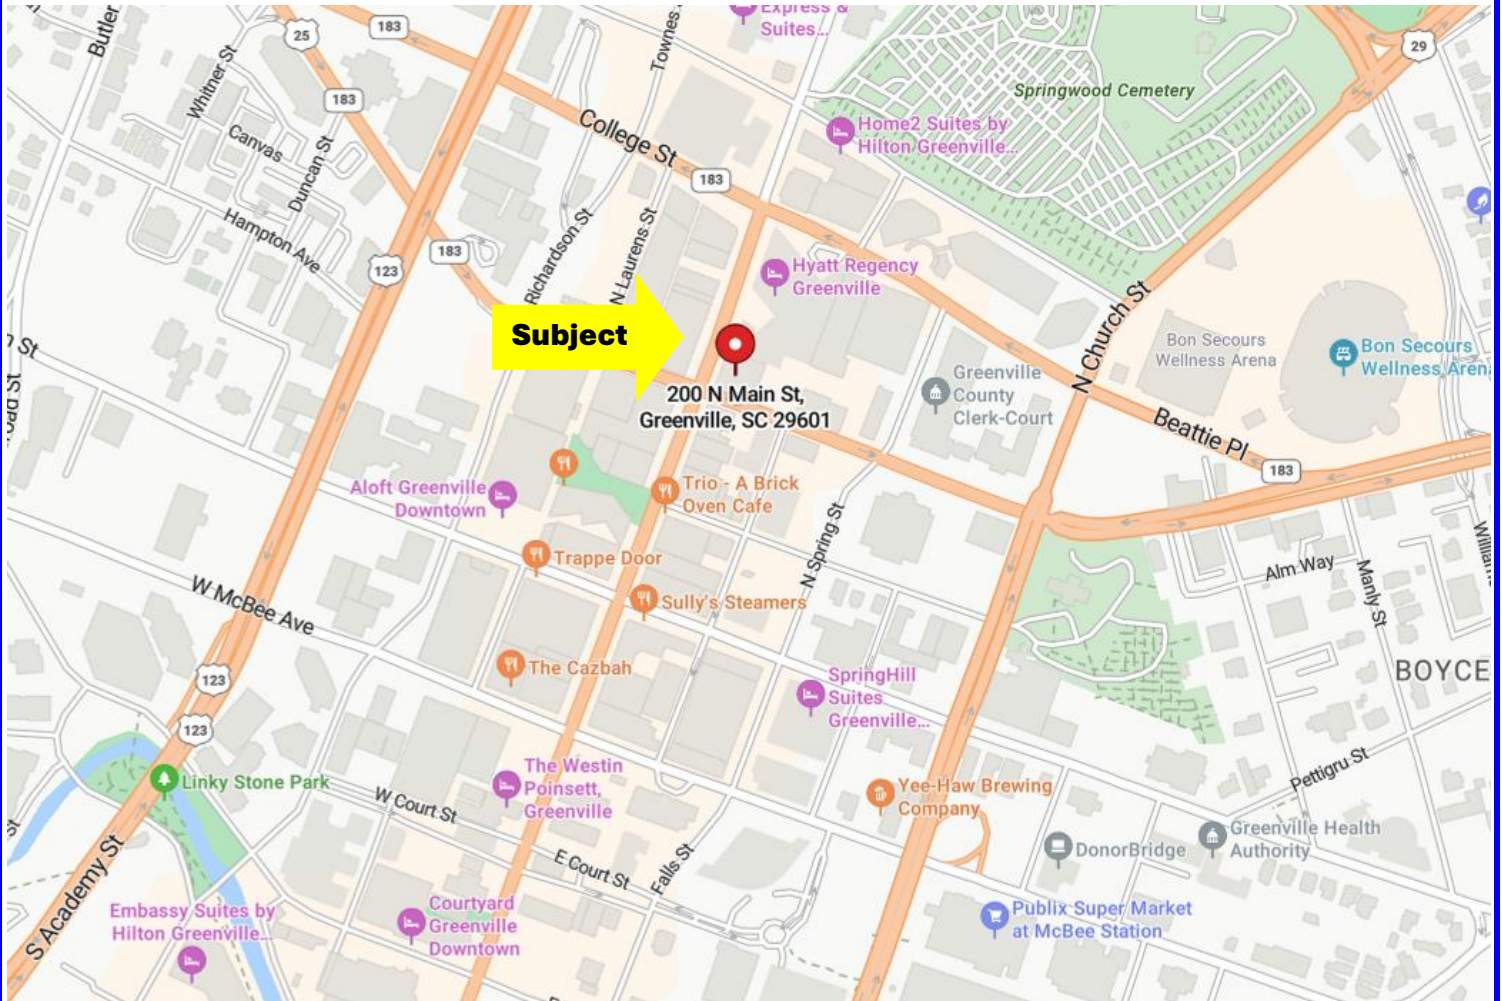 Express &
Suites...
183
25
Butler
Townes
29
Whitner St
183
Springwood Cemetery
College St
Home2 Suites by
Hilton Greenville...
Canvas
Duncan St
183
Hampton Ave
Richardson St
N Laurens St
183
123
Hyatt Regency
Greenville
N Church St
Subject
Bon Secours
Wellness Arena
Bon Secours
Wellness Arena
n St
Greenville
County
Clerk-Court
200 N Main St,
Greenville, SC 29601
Beattie Pl
183
Aloft Greenville
Downtown
Trio - A Brick
Oven Cafe
N Spring St
Trappe Door
Alm Way
Manly St
W McBee Ave
Sully's Steamers
The Cazbah
BOYCE
123
SpringHill
Suites
Greenville...
123
Linky Stone Park
The Westin
Poinsett,
Greenville
Pettigru St
W Court St
Yee-Haw Brewing
Company
Greenville Health
Authority
DonorBridge
E Court St
Falls St
S Academy St
Embassy Suites by
Hilton Greenville...
Courtyard
Greenville
Downtown
Publix Super Market
at McBee Station